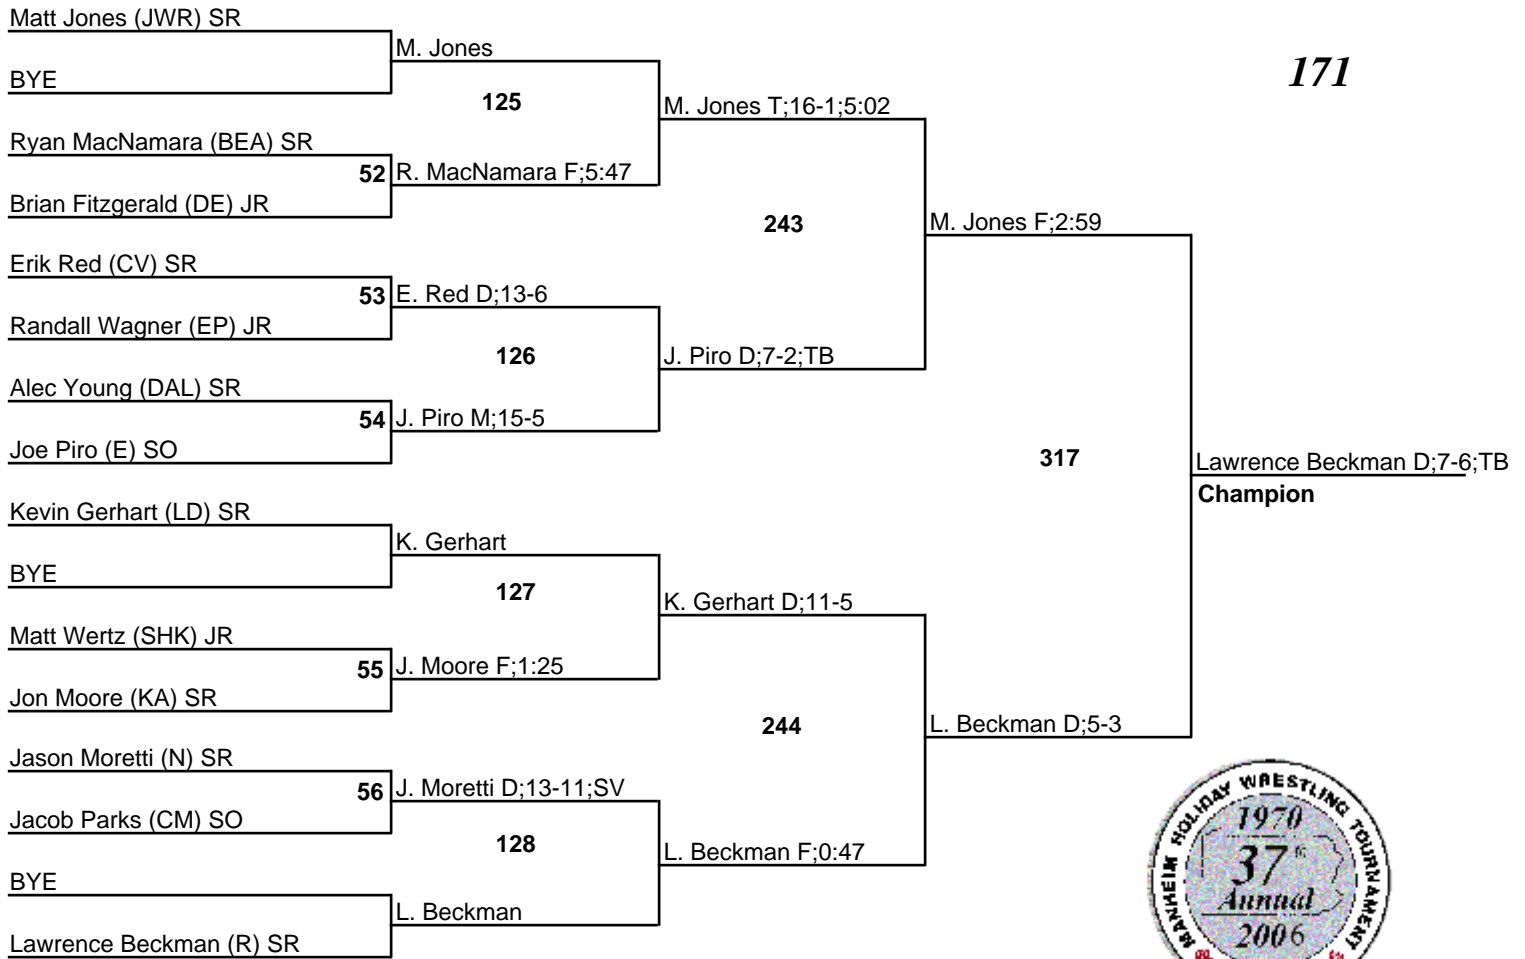 Matt Jones (JWR) SR
BYE
Ryan MacNamara (BEA) SR
Brian Fitzgerald (DE) JR
Erik Red (CV) SR
Randall Wagner (EP) JR
Alec Young (DAL) SR
Joe Piro (E) SO
Kevin Gerhart (LD) SR
BYE
Matt Wertz (SHK) JR
Jon Moore (KA) SR
Jason Moretti (N) SR
Jacob Parks (CM) SO
BYE
Lawrence Beckman (R) SR
52
53
54
55
56
M. Jones
R. MacNamara F;5:47
E. Red D;13-6
J. Piro M;15-5
K. Gerhart
J. Moore F;1:25
J. Moretti D;13-11;SV
L. Beckman
125
126
127
128
M. Jones T;16-1;5:02
J. Piro D;7-2;TB
K. Gerhart D;11-5
L. Beckman F;0:47
243
244
M. Jones F;2:59
L. Beckman D;5-3
317
Lawrence Beckman D;7-6;TB
Champion
171
MANHEIM HOLIDAY WRESTLING TOURNAMENT
1970
37
Annual
2006